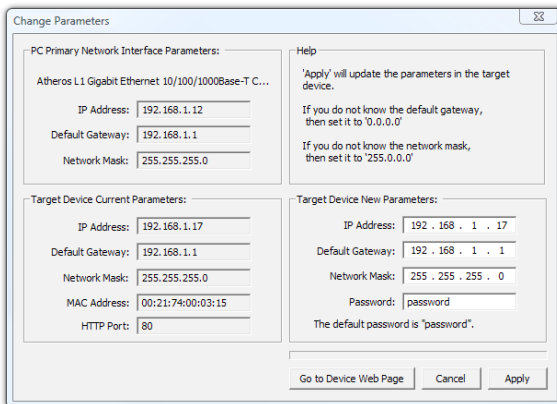 Change Parameters
PC Primary Network Interface Parameters:
Atheros L1 Gigabit Ethernet 10/100/1000Base-T C...
IP Address: 192.168.1.12
Default Gateway: 192.168.1.1
Network Mask: 255.255.255.0
Help
'Apply' will update the parameters in the target
device.
If you do not know the default gateway,
then set it to '0.0.0.0'
If you do not know the network mask,
then set it to '255.0.0.0'
Target Device Current Parameters:
IP Address: 192.168.1.17
Default Gateway: 192.168.1.1
Network Mask: 255.255.255.0
MAC Address: 00:21:74:00:03:15
HTTP Port: 80
Target Device New Parameters:
IP Address: 192 . 168 . 1 . 17
Default Gateway: 192 . 168 . 1 . 1
Network Mask: 255 . 255 . 255 . 0
Password: password
The default password is "password".
Go to Device Web Page Cancel Apply